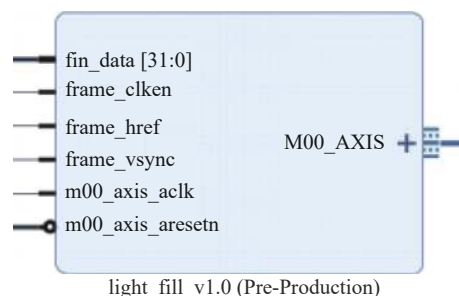 fin_data [31:0]
frame_clken
frame_href
frame_vsync
m00_axis_aclk
m00_axis_aresetn
M00_AXIS
light_fill_v1.0 (Pre-Production)